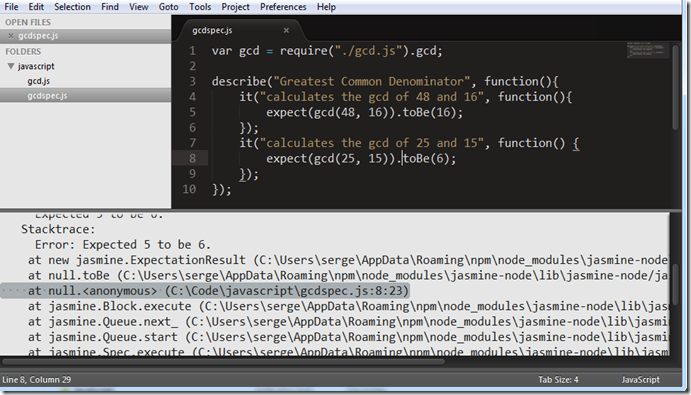 File Edit Selection Find View Goto Tools Project Preferences Help
OPEN FILES
× gcdspec.js
FOLDERS
javascript
gcd.js
gcdspec.js
gcdspec.js ×
1 var gcd = require("./gcd.js").gcd;
2
3 describe("Greatest Common Denominator", function(){
4 it("calculates the gcd of 48 and 16", function(){
5 expect(gcd(48, 16)).toBe(16);
6 });
7 it("calculates the gcd of 25 and 15", function() {
8 expect(gcd(25, 15)).toBe(6);
9 });
10 });
Expected 5 to be 6.
Stacktrace:
Error: Expected 5 to be 6.
at new jasmine.ExpectationResult (C:\Users\serge\AppData\Roaming\npm\node_modules\jasmine-node
at null.toBe (C:\Users\serge\AppData\Roaming\npm\node_modules\jasmine-node\lib\jasmine-node/ja
at null.<anonymous> (C:\Code\javascript\gcdspec.js:8:23)
at jasmine.Block.execute (C:\Users\serge\AppData\Roaming\npm\node_modules\jasmine-node\lib\jas
at jasmine.Queue.next_ (C:\Users\serge\AppData\Roaming\npm\node_modules\jasmine-node\lib\jasmi
at jasmine.Queue.start (C:\Users\serge\AppData\Roaming\npm\node_modules\jasmine-node\lib\jasmi
at jasmine.Spec.execute (C:\Users\serge\AppData\Roaming\npm\node_modules\jasmine-node\lib\jasm
Line 8, Column 29 Tab Size: 4 JavaScript